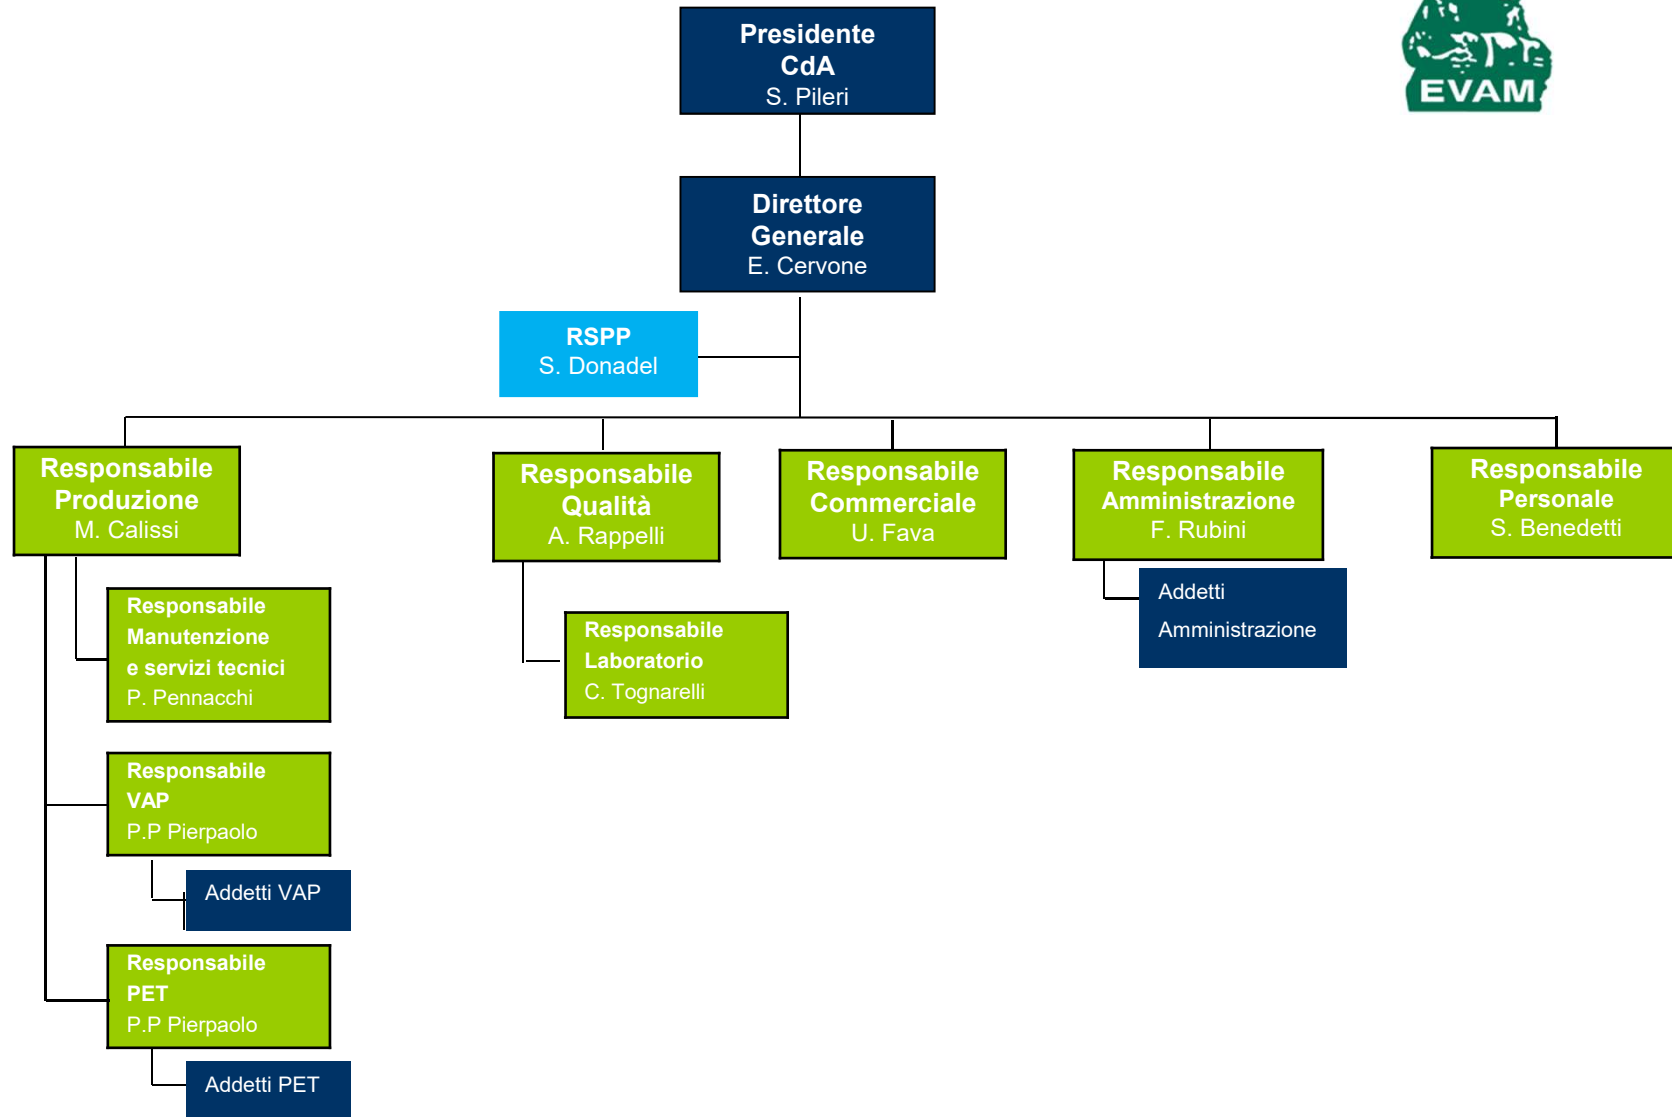 Presidente
CdA
S. Pileri
EVAM
Direttore
Generale
E. Cervone
RSPP
S. Donadel
Responsabile
Produzione
M. Calissi
Responsabile
Qualità
A. Rappelli
Responsabile
Commerciale
U. Fava
Responsabile
Amministrazione
F. Rubini
Responsabile
Personale
S. Benedetti
Responsabile
Manutenzione
e servizi tecnici
P. Pennacchi
Responsabile
Laboratorio
C. Tognarelli
Addetti
Amministrazione
Responsabile
VAP
P.P Pierpaolo
Addetti VAP
Responsabile
PET
P.P Pierpaolo
Addetti PET